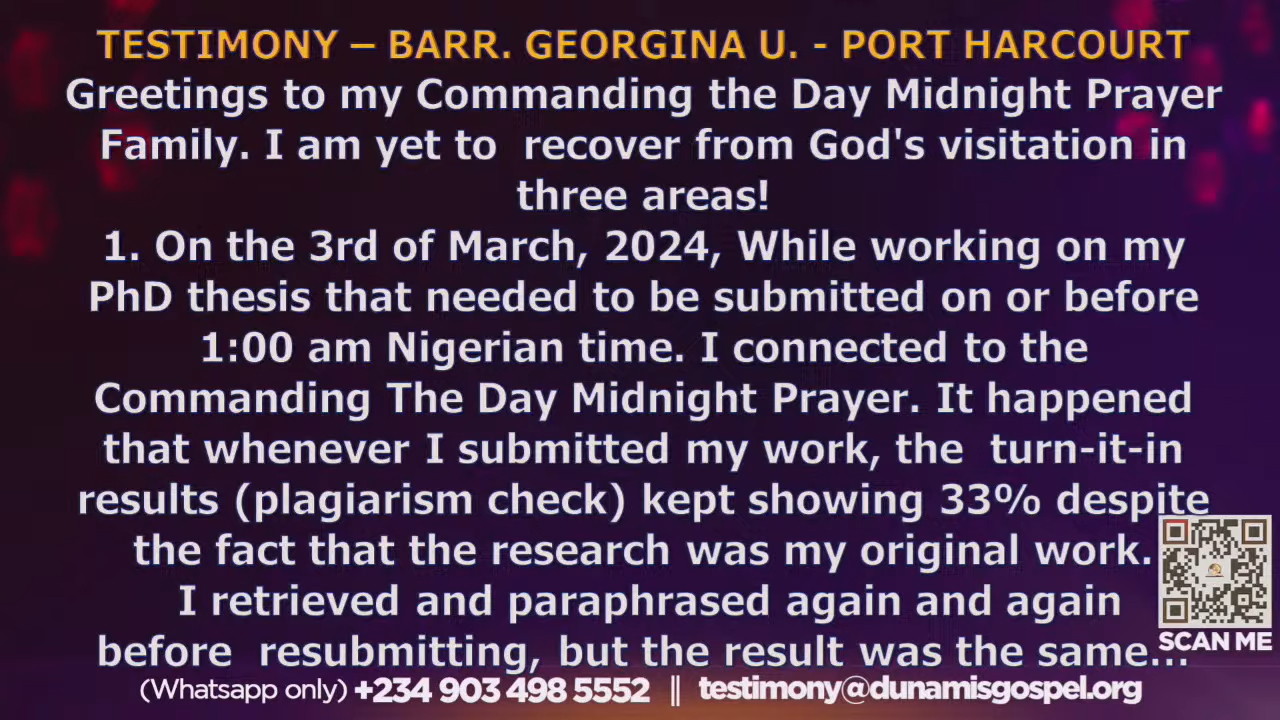 TESTIMONY – BARR. GEORGINA U. - PORT HARCOURT
Greetings to my Commanding the Day Midnight Prayer
Family. I am yet to recover from God's visitation in
three areas!
1. On the 3rd of March, 2024, While working on my
PhD thesis that needed to be submitted on or before
1:00 am Nigerian time. I connected to the
Commanding The Day Midnight Prayer. It happened
that whenever I submitted my work, the turn-it-in
results (plagiarism check) kept showing 33% despite
the fact that the research was my original work.
I retrieved and paraphrased again and again
before resubmitting, but the result was the same...
SCAN ME
(Whatsapp only) +234 903 498 5552 || testimony@dunamisgospel.org